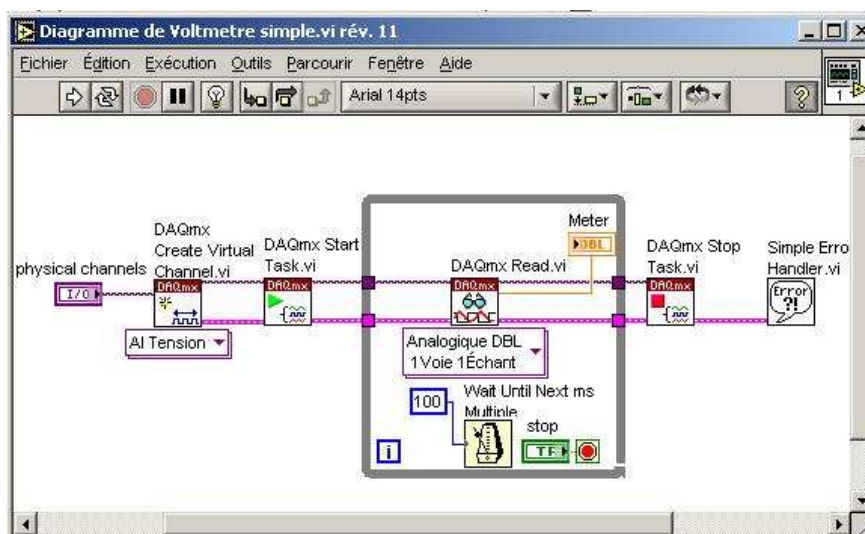 Diagramme de Voltmetre simple.vi rév. 11
Fichier Édition Exécution Outils Parcourir Fenêtre Aide
Arial 14pts
1
physical channels
I/O
DAQmx
Create Virtual
Channel.vi
DAQmx
AI Tension
DAQmx Start
Task.vi
DAQmx
Meter
DBL
DAQmx Read.vi
DAQmx
Analogique DBL
1Voie 1Échant
100
Wait Until Next ms
Multiple
stop
TF
i
DAQmx Stop
Task.vi
DAQmx
Simple Erro
Handler.vi
Error
?!